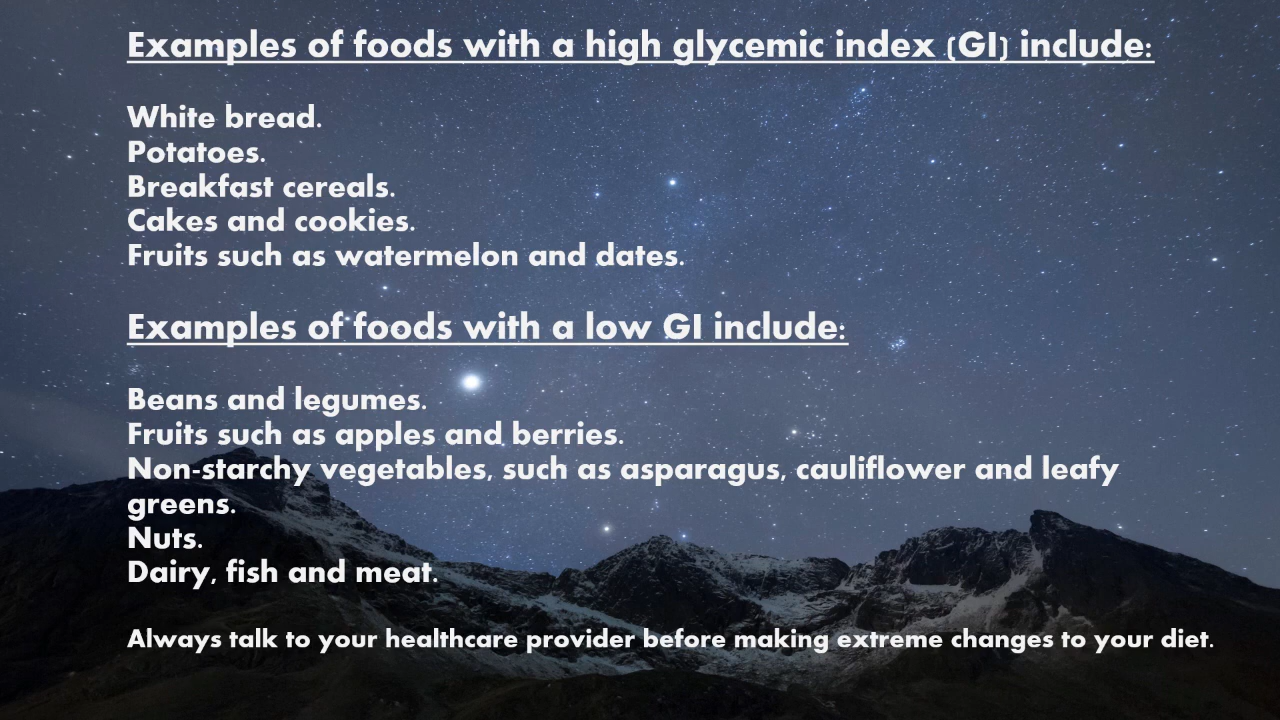 Examples of foods with a high glycemic index (GI) include:
White bread.
Potatoes.
Breakfast cereals.
Cakes and cookies.
Fruits such as watermelon and dates.
Examples of foods with a low GI include:
Beans and legumes.
Fruits such as apples and berries.
Non-starchy vegetables, such as asparagus, cauliflower and leafy
greens.
Nuts.
Dairy, fish and meat.
Always talk to your healthcare provider before making extreme changes to your diet.